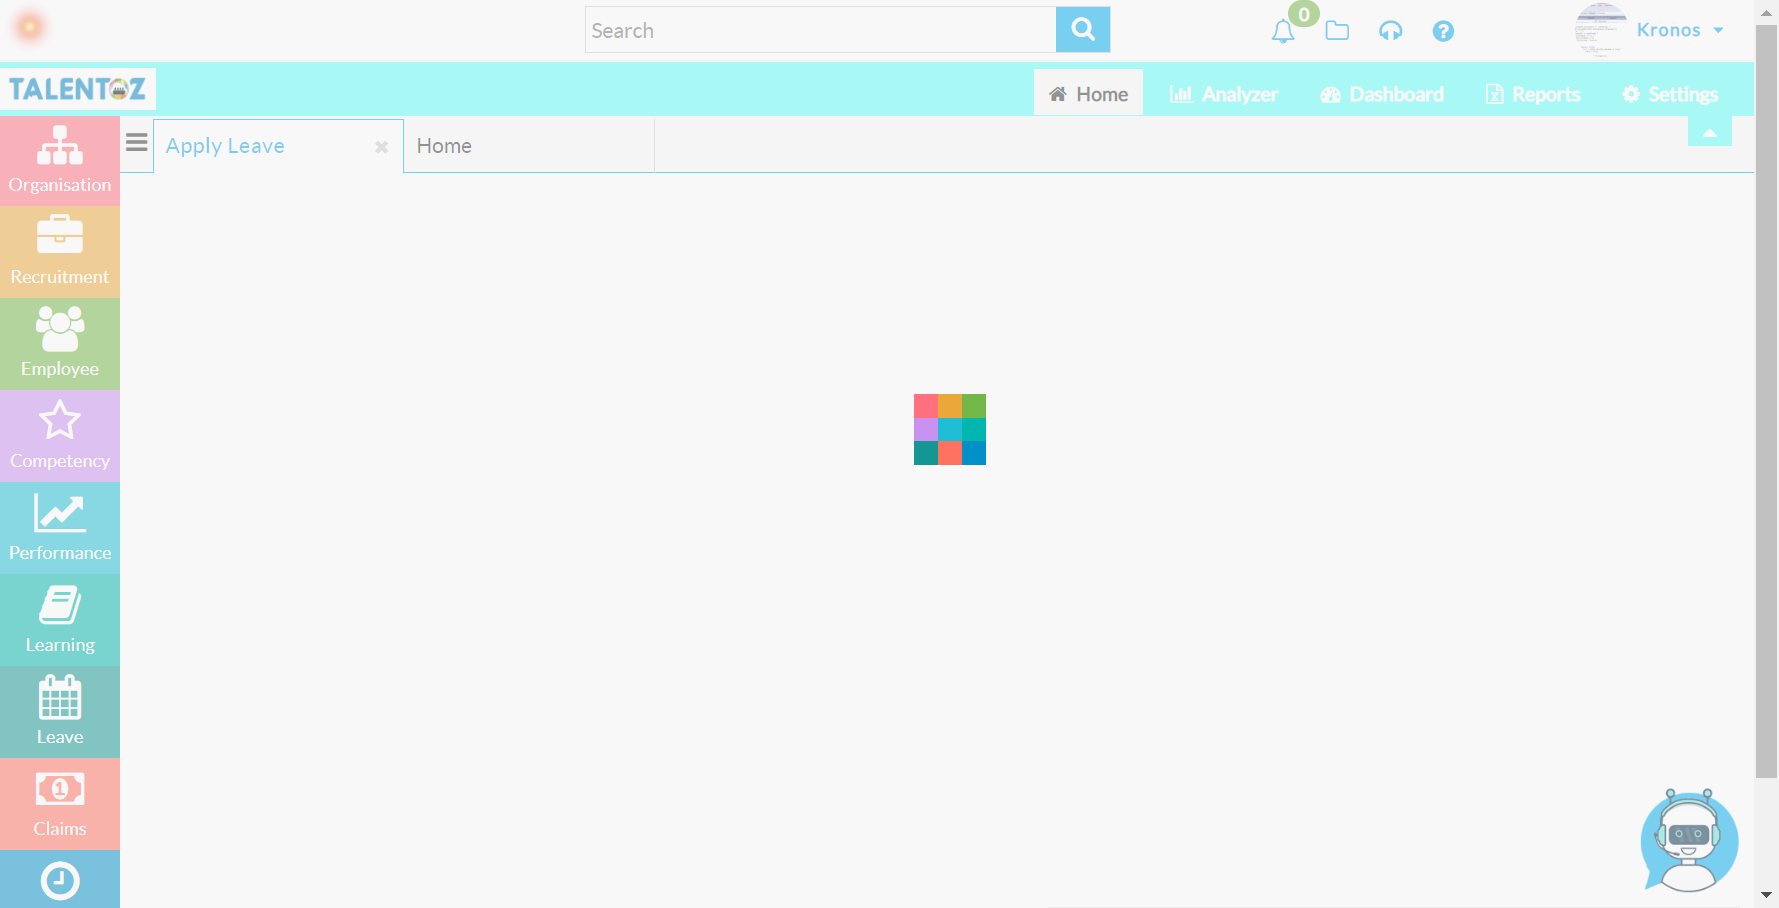 Search
0
Kronos
TALENTOZ
Home
Analyzer
Dashboard
Reports
Settings
Apply Leave
Home
Organisation
Recruitment
Employee
Competency
Performance
Learning
Leave
1
Claims